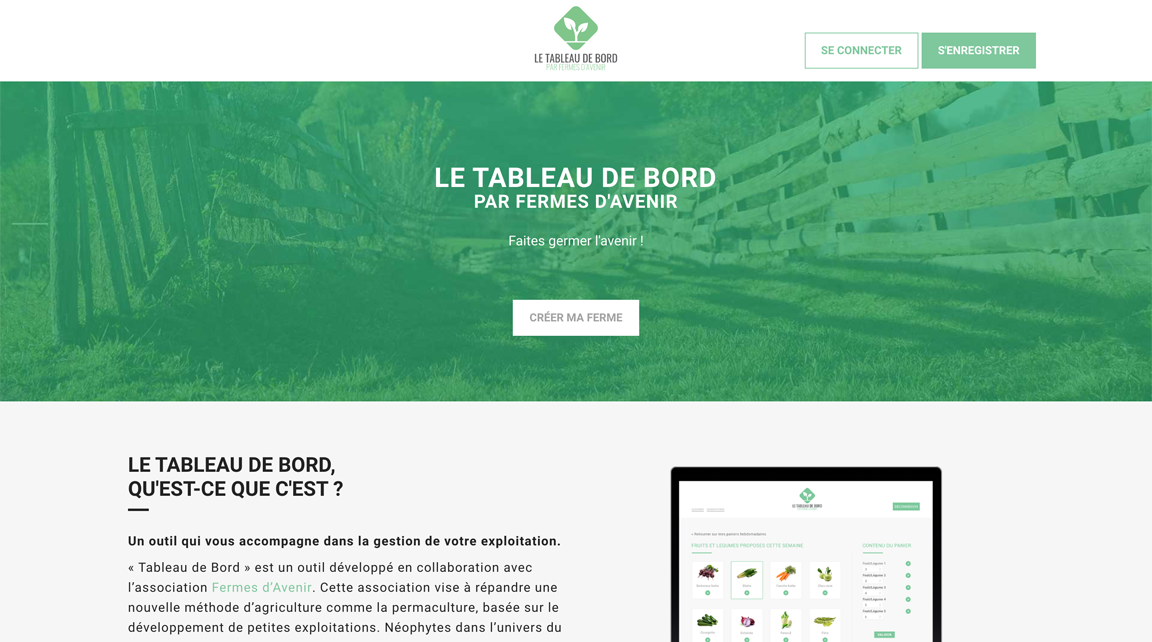 LE TABLEAU DE BORD
PAR FERMES D'AVENIR
SE CONNECTER
S'ENREGISTRER
LE TABLEAU DE BORD
PAR FERMES D'AVENIR
Faites germer l'avenir !
CRÉER MA FERME
LE TABLEAU DE BORD,
QU'EST-CE QUE C'EST ?
Un outil qui vous accompagne dans la gestion de votre exploitation.
« Tableau de Bord » est un outil développé en collaboration avec
l’association Fermes d’Avenir. Cette association vise à répandre une
nouvelle méthode d’agriculture comme la permaculture, basée sur le
développement de petites exploitations. Néophytes dans l’univers du
LE TABLEAU DE BORD
FRUITS ET LEGUMES PROPOSES CETTE SEMAINE
CONTENU DU PANIER